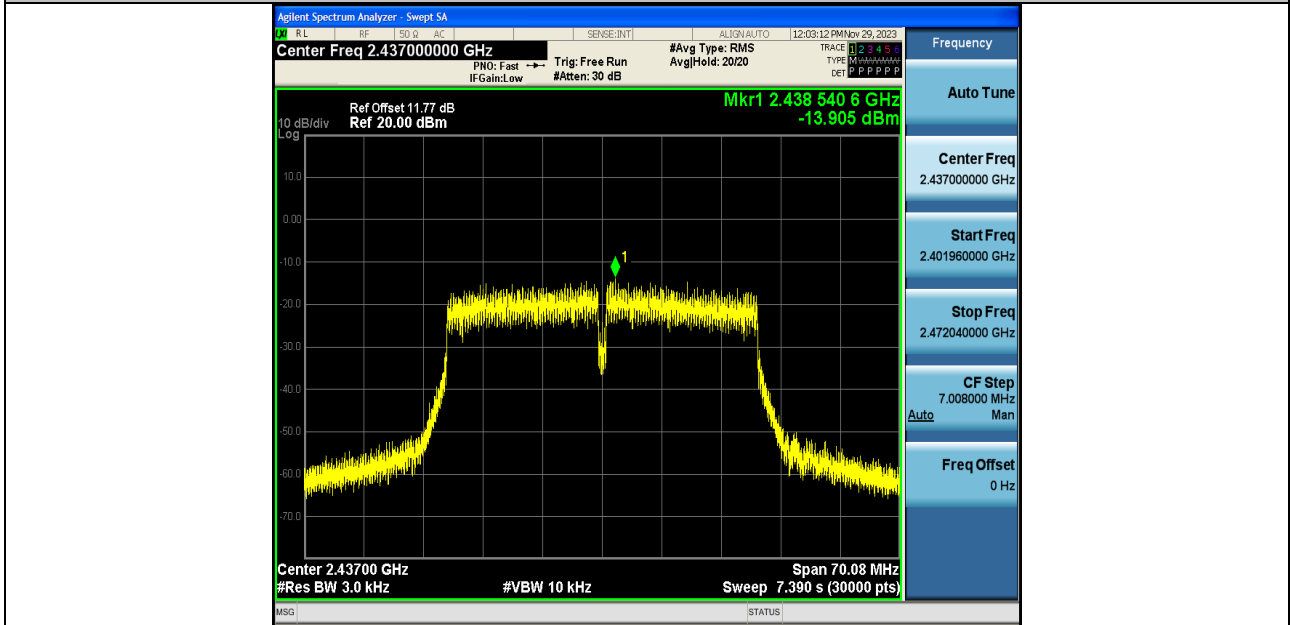 Agilent Spectrum Analyzer - Swept SA
LXI RL RF 50 Ω AC SENSE:INT ALIGN AUTO 12:03:12 PM Nov 29, 2023
Center Freq 2.437000000 GHz
PNO: Fast
IFGain:Low
Trig: Free Run
#Atten: 30 dB
#Avg Type: RMS
Avg|Hold: 20/20
TRACE 1 2 3 4 5 6
TYPE M
DET P P P P P P
Mkr1 2.438 540 6 GHz
-13.905 dBm
Ref Offset 11.77 dB
10 dB/div Ref 20.00 dBm
Log
10.0
0.00
-10.0
-20.0
-30.0
-40.0
-50.0
-60.0
-70.0
1
Center 2.43700 GHz Span 70.08 MHz
#Res BW 3.0 kHz #VBW 10 kHz Sweep 7.390 s (30000 pts)
MSG STATUS
Frequency
Auto Tune
Center Freq
2.437000000 GHz
Start Freq
2.401960000 GHz
Stop Freq
2.472040000 GHz
CF Step
7.008000 MHz
Auto Man
Freq Offset
0 Hz